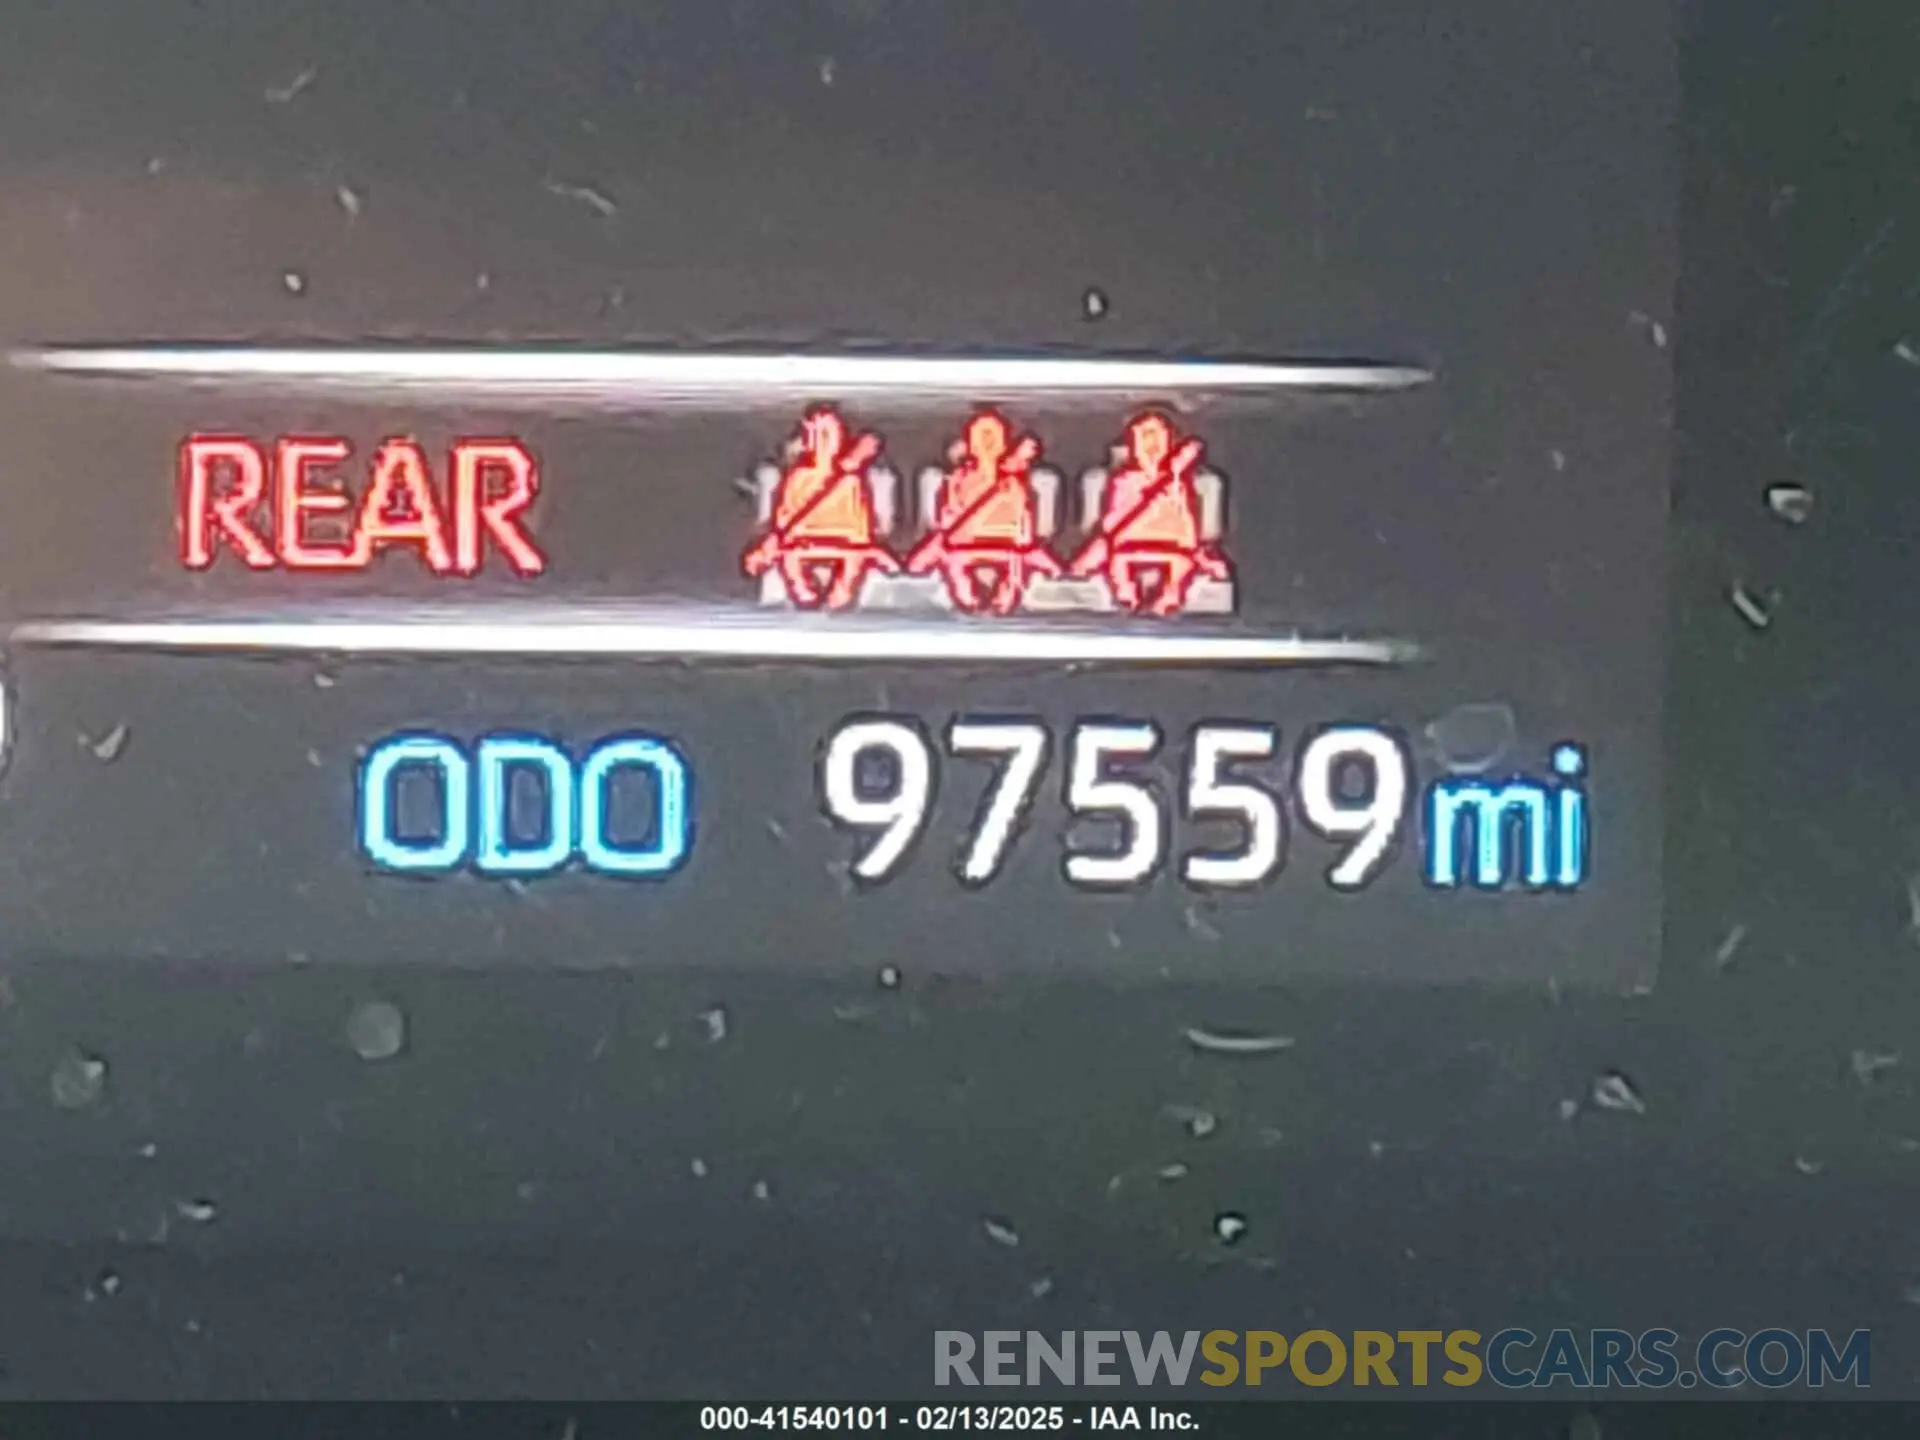 REAR
ODO 97559mi
RENEWSPORTSCARS.COM
000-41540101 - 02/13/2025 - IAA Inc.